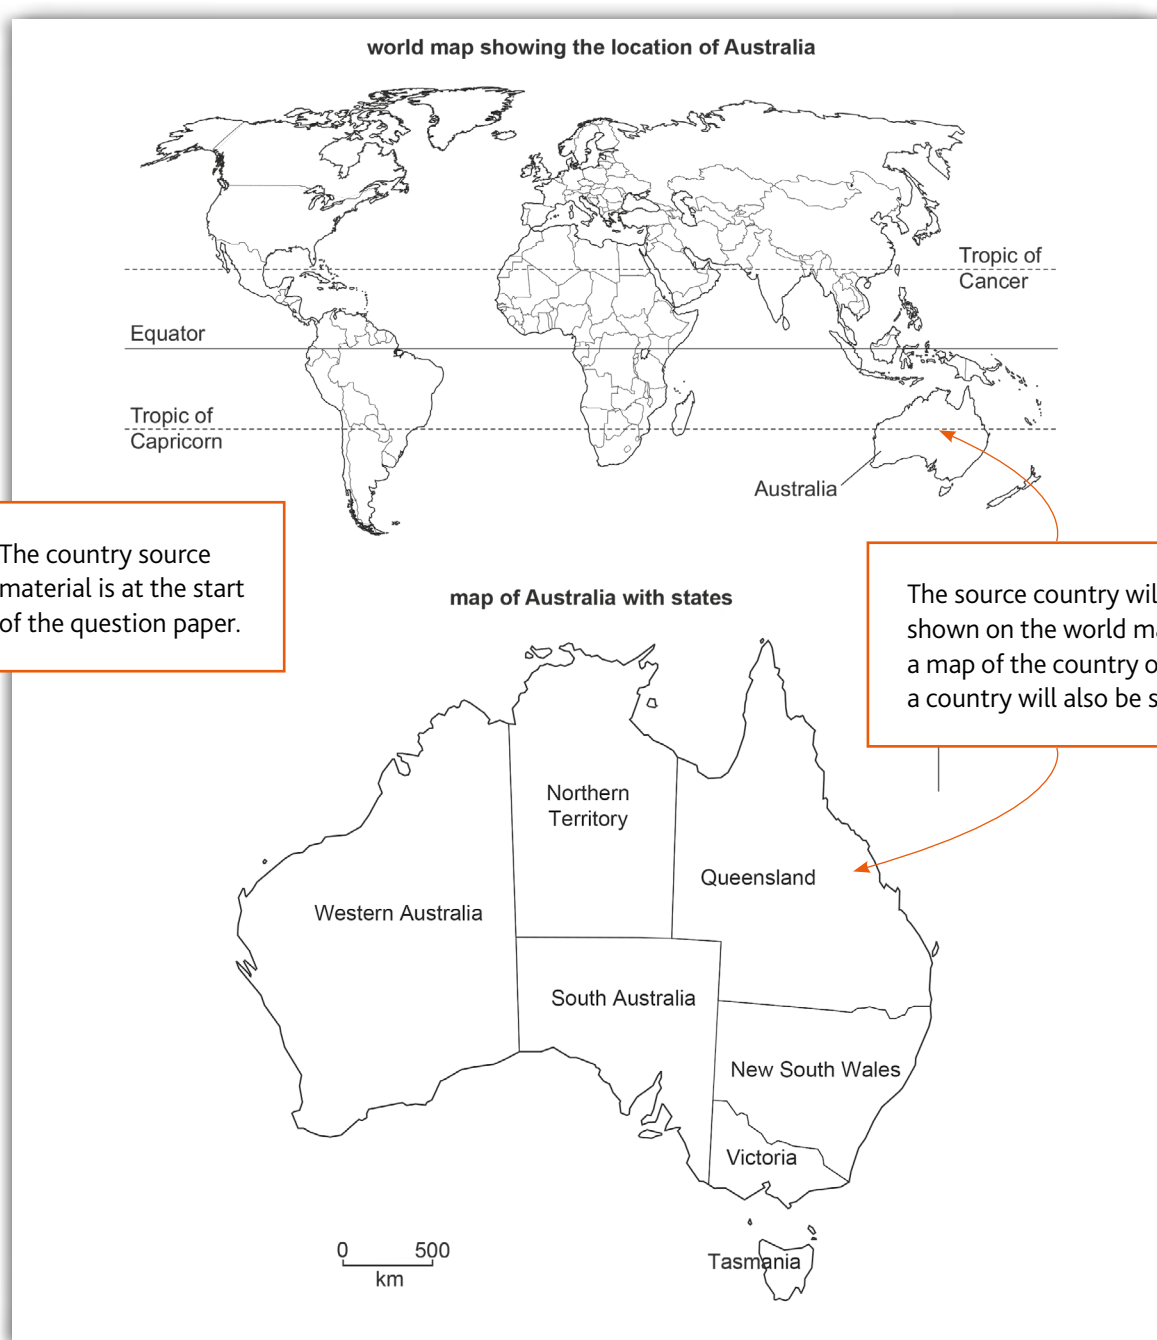 world map showing the location of Australia
Tropic of
Cancer
Equator
Tropic of
Capricorn
Australia
The country source
material is at the start
of the question paper.
The source country wil
shown on the world ma
a map of the country o
a country will also be s
map of Australia with states
Northern
Territory
Queensland
Western Australia
South Australia
New South Wales
Victoria
Tasmania
0 500
km